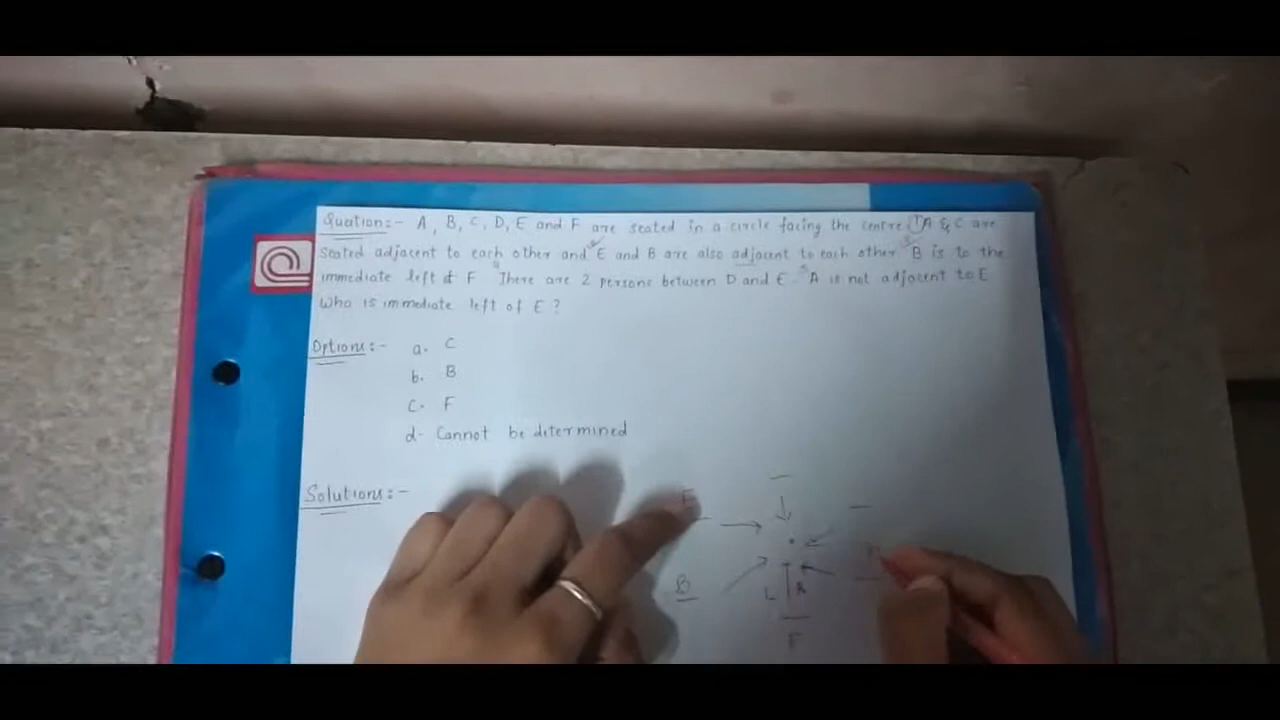 Quation:- A, B, C, D, E and F are seated in a circle facing the centre ① A & C are
seated adjacent to each other and E and B are also adjacent to each other B is to the
immediate left of F There are 2 persons between D and E. A is not adjacent to E
Who is immediate left of E ?
Options:- a. C
b. B
c. F
d- Cannot be determined
Solutions:-
E
B
L R
F